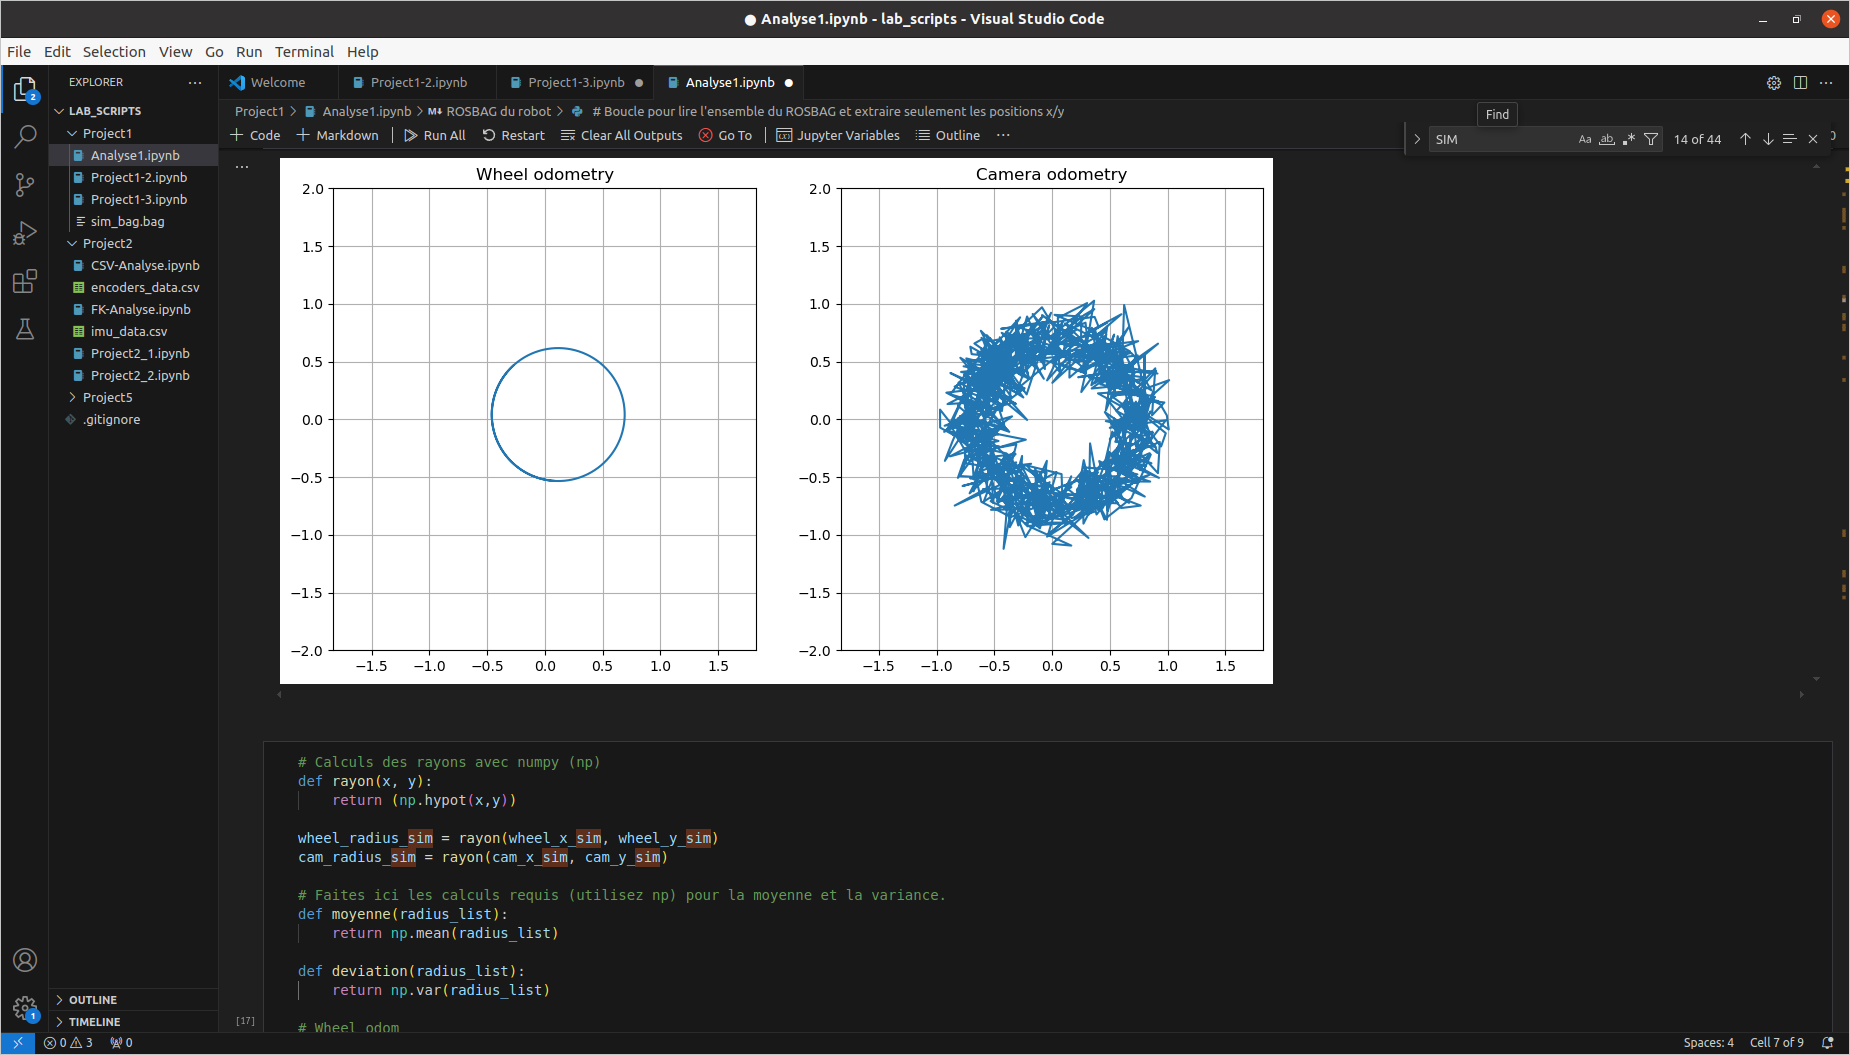 ● Analyse1.ipynb - lab_scripts - Visual Studio Code
File Edit Selection View Go Run Terminal Help
EXPLORER
Welcome
Project1-2.ipynb
Project1-3.ipynb
Analyse1.ipynb
LAB_SCRIPTS
Project1
Analyse1.ipynb
Project1-2.ipynb
Project1-3.ipynb
sim_bag.bag
Project2
CSV-Analyse.ipynb
encoders_data.csv
FK-Analyse.ipynb
imu_data.csv
Project2_1.ipynb
Project2_2.ipynb
Project5
.gitignore
OUTLINE
TIMELINE
Project1 > Analyse1.ipynb > M↓ ROSBAG du robot > # Boucle pour lire l'ensemble du ROSBAG et extraire seulement les positions x/y
+ Code + Markdown | Run All Restart Clear All Outputs Go To | Jupyter Variables Outline ...
Find
SIM Aa ab .* 14 of 44
Wheel odometry
2.0
1.5
1.0
0.5
0.0
−0.5
−1.0
−1.5
−2.0
−1.5 −1.0 −0.5 0.0 0.5 1.0 1.5
Camera odometry
2.0
1.5
1.0
0.5
0.0
−0.5
−1.0
−1.5
−2.0
−1.5 −1.0 −0.5 0.0 0.5 1.0 1.5
# Calculs des rayons avec numpy (np)
def rayon(x, y):
return (np.hypot(x,y))
wheel_radius_sim = rayon(wheel_x_sim, wheel_y_sim)
cam_radius_sim = rayon(cam_x_sim, cam_y_sim)
# Faites ici les calculs requis (utilisez np) pour la moyenne et la variance.
def moyenne(radius_list):
return np.mean(radius_list)
def deviation(radius_list):
return np.var(radius_list)
# Wheel odom
[17]
2
1
0 3 0
Spaces: 4 Cell 7 of 9